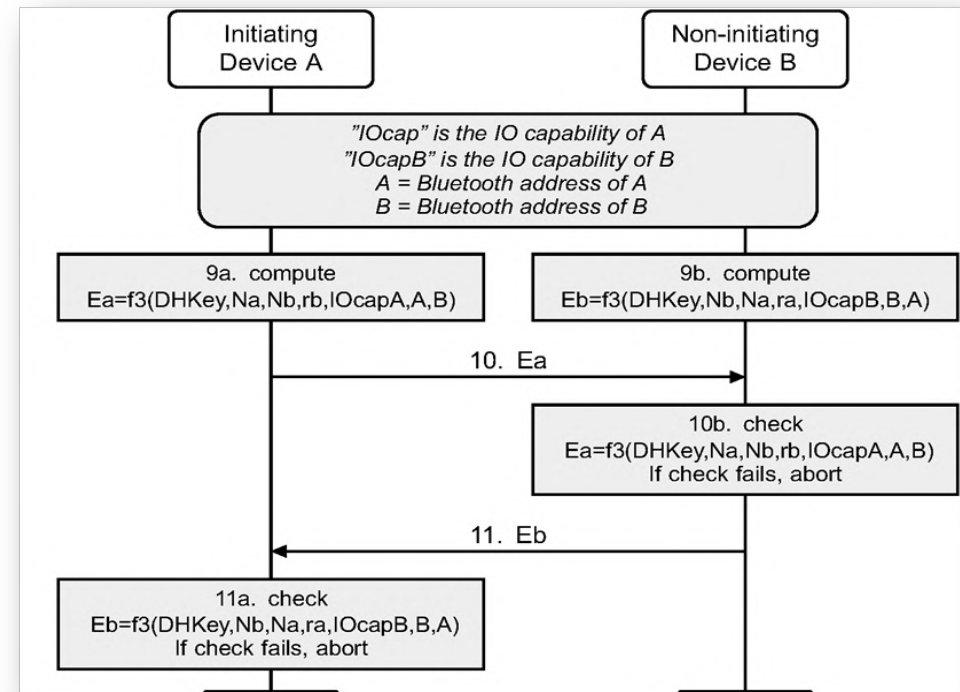 Initiating
Device A
Non-initiating
Device B
"IOcap" is the IO capability of A
"IOcapB" is the IO capability of B
A = Bluetooth address of A
B = Bluetooth address of B
9a. compute
Ea=f3(DHKey,Na,Nb,rb,IOcapA,A,B)
9b. compute
Eb=f3(DHKey,Nb,Na,ra,IOcapB,B,A)
10. Ea
10b. check
Ea=f3(DHKey,Na,Nb,rb,IOcapA,A,B)
If check fails, abort
11. Eb
11a. check
Eb=f3(DHKey,Nb,Na,ra,IOcapB,B,A)
If check fails, abort